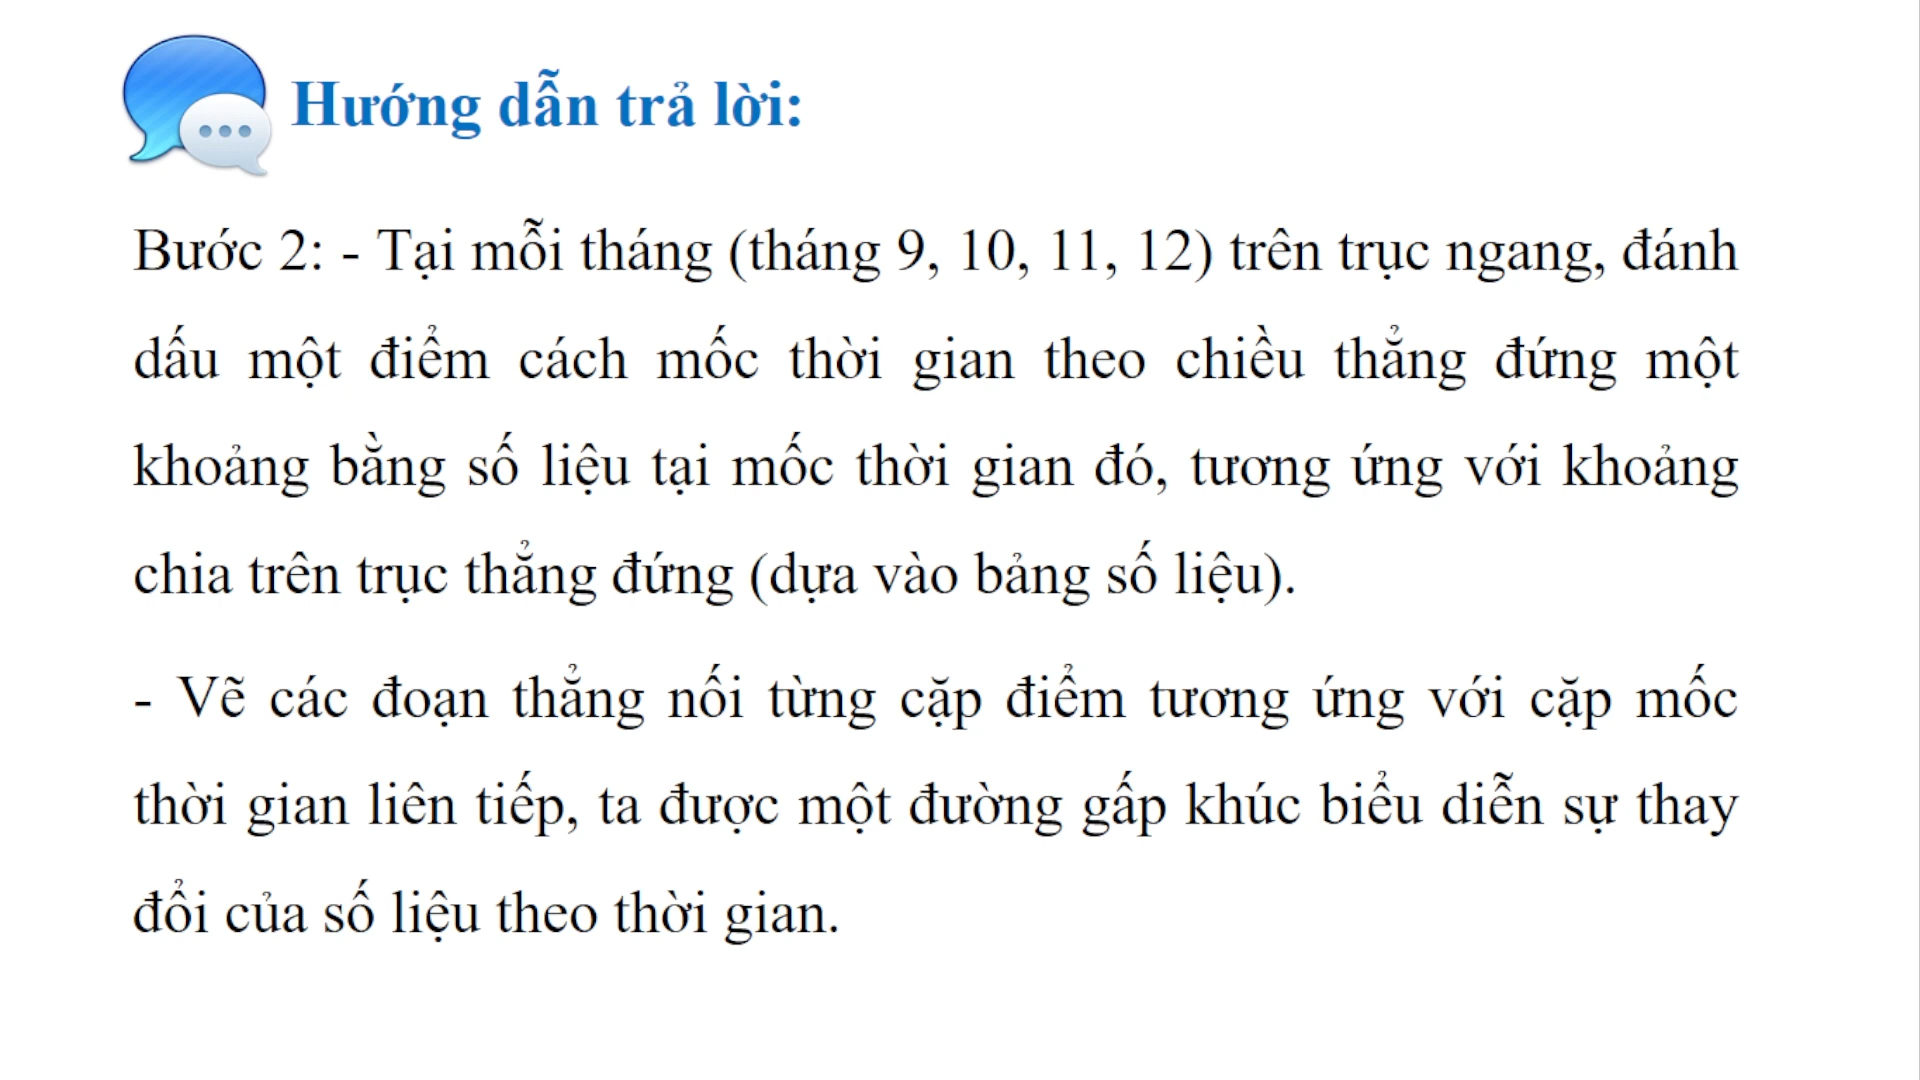 Hướng dẫn trả lời:
Bước 2: - Tại mỗi tháng (tháng 9, 10, 11, 12) trên trục ngang, đánh
dấu một điểm cách mốc thời gian theo chiều thẳng đứng một
khoảng bằng số liệu tại mốc thời gian đó, tương ứng với khoảng
chia trên trục thẳng đứng (dựa vào bảng số liệu).
- Vẽ các đoạn thẳng nối từng cặp điểm tương ứng với cặp mốc
thời gian liên tiếp, ta được một đường gấp khúc biểu diễn sự thay
đổi của số liệu theo thời gian.